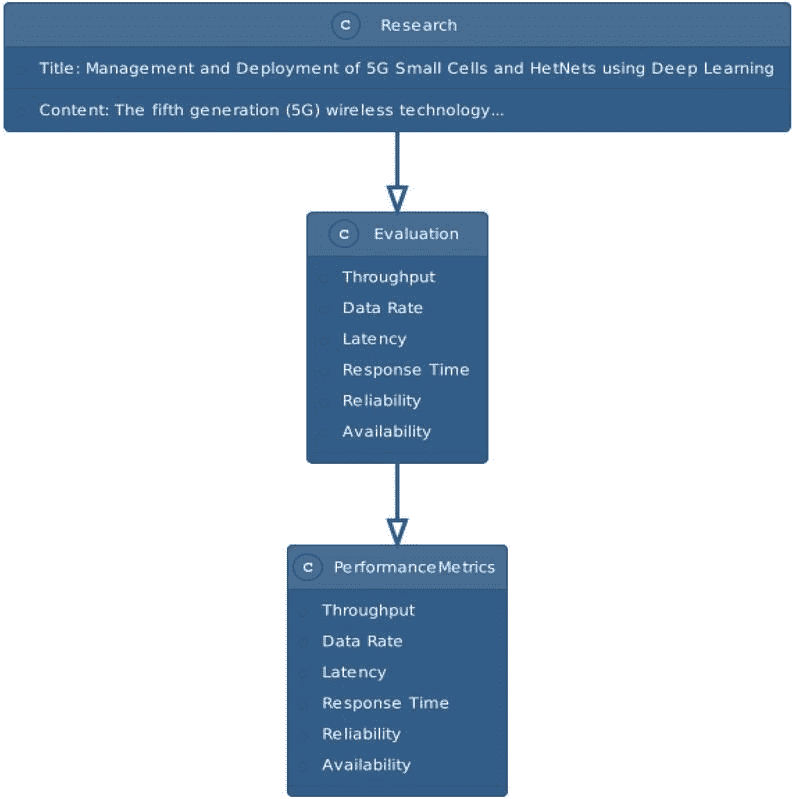 C Research
Title: Management and Deployment of 5G Small Cells and HetNets using Deep Learning
Content: The fifth generation (5G) wireless technology...
C Evaluation
Throughput
Data Rate
Latency
Response Time
Reliability
Availability
C PerformanceMetrics
Throughput
Data Rate
Latency
Response Time
Reliability
Availability